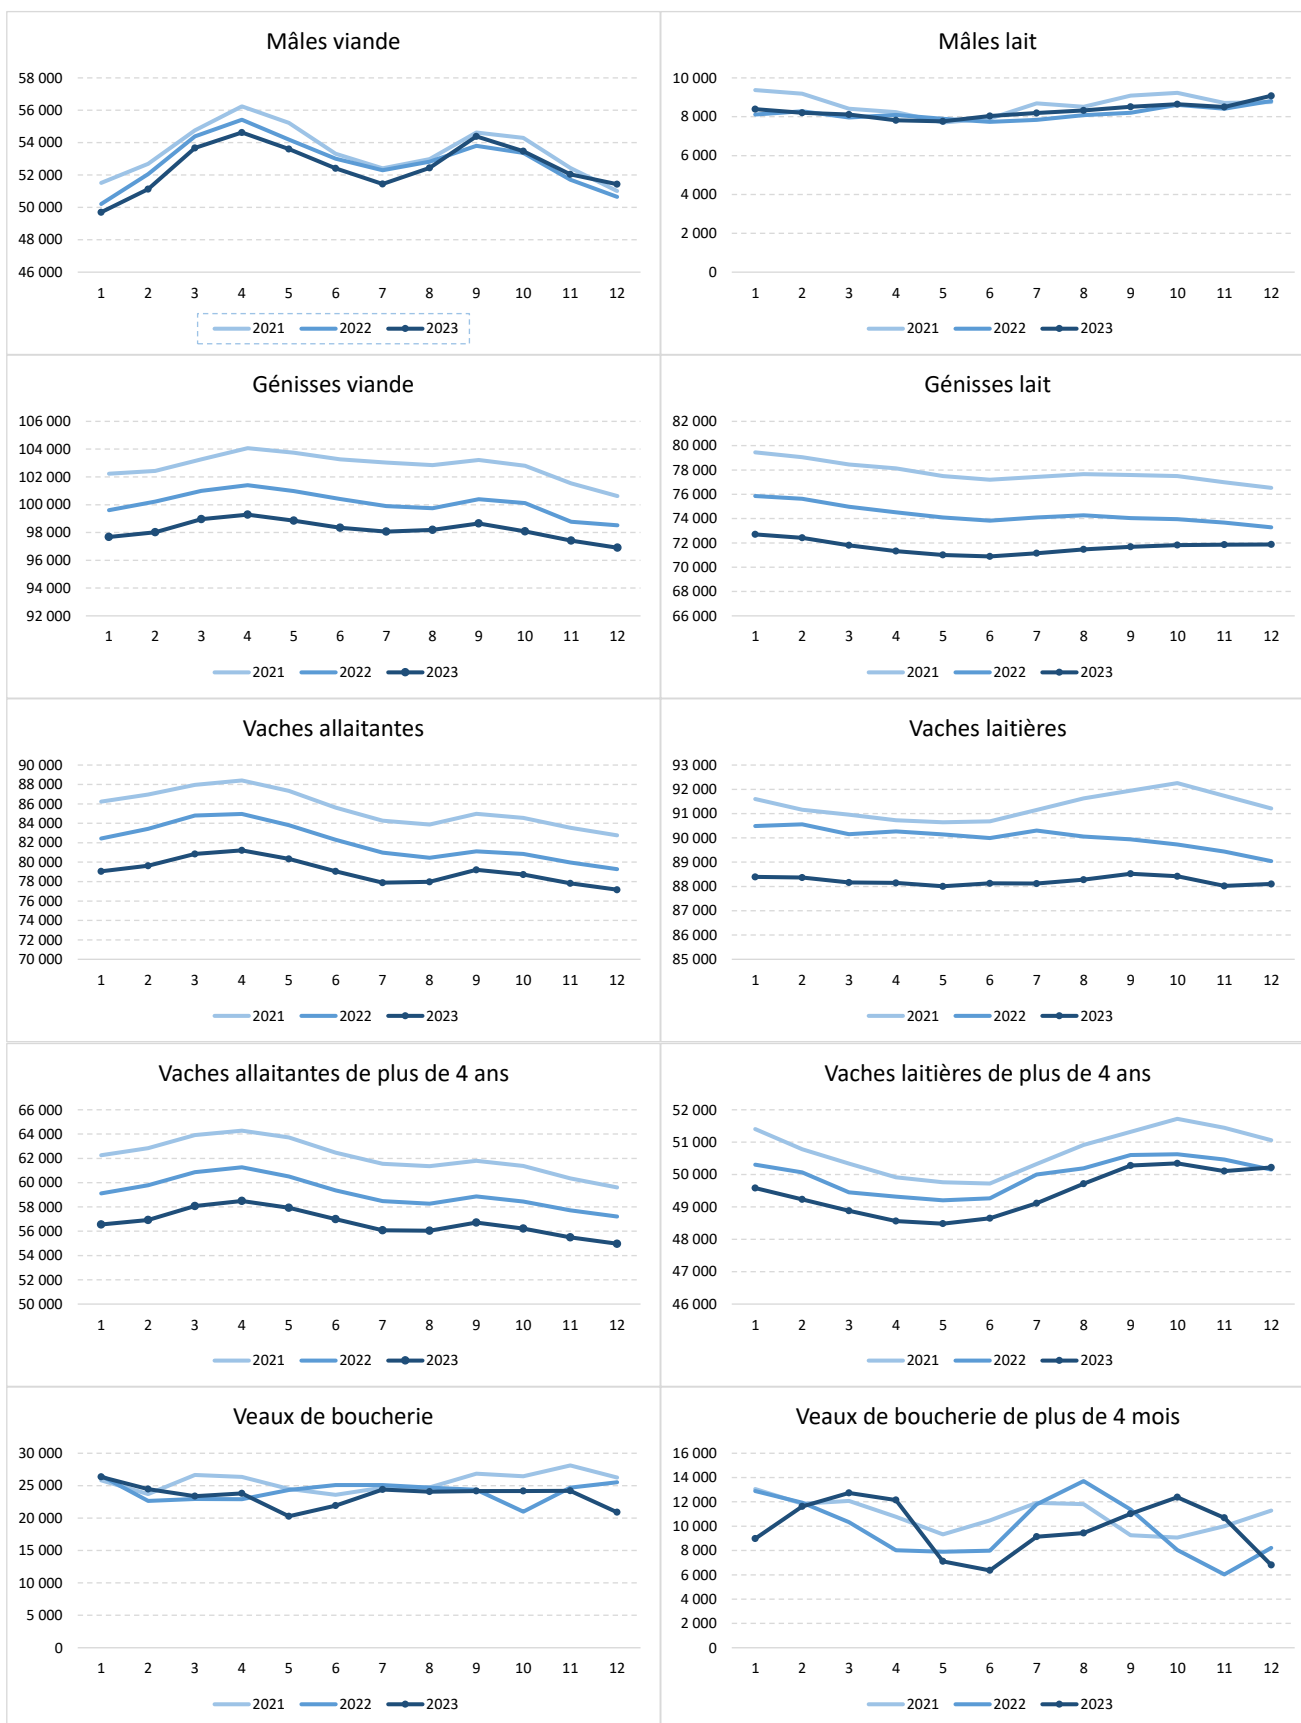 Mâles viande
58 000
56 000
54 000
52 000
50 000
48 000
46 000
1 2 3 4 5 6 7 8 9 10 11 12
2021 2022 2023
Mâles lait
10 000
8 000
6 000
4 000
2 000
0
1 2 3 4 5 6 7 8 9 10 11 12
2021 2022 2023
Génisses viande
106 000
104 000
102 000
100 000
98 000
96 000
94 000
92 000
1 2 3 4 5 6 7 8 9 10 11 12
2021 2022 2023
Génisses lait
82 000
80 000
78 000
76 000
74 000
72 000
70 000
68 000
66 000
1 2 3 4 5 6 7 8 9 10 11 12
2021 2022 2023
Vaches allaitantes
90 000
88 000
86 000
84 000
82 000
80 000
78 000
76 000
74 000
72 000
70 000
1 2 3 4 5 6 7 8 9 10 11 12
2021 2022 2023
Vaches laitières
93 000
92 000
91 000
90 000
89 000
88 000
87 000
86 000
85 000
1 2 3 4 5 6 7 8 9 10 11 12
2021 2022 2023
Vaches allaitantes de plus de 4 ans
66 000
64 000
62 000
60 000
58 000
56 000
54 000
52 000
50 000
1 2 3 4 5 6 7 8 9 10 11 12
2021 2022 2023
Vaches laitières de plus de 4 ans
52 000
51 000
50 000
49 000
48 000
47 000
46 000
1 2 3 4 5 6 7 8 9 10 11 12
2021 2022 2023
Veaux de boucherie
30 000
25 000
20 000
15 000
10 000
5 000
0
1 2 3 4 5 6 7 8 9 10 11 12
2021 2022 2023
Veaux de boucherie de plus de 4 mois
16 000
14 000
12 000
10 000
8 000
6 000
4 000
2 000
0
1 2 3 4 5 6 7 8 9 10 11 12
2021 2022 2023